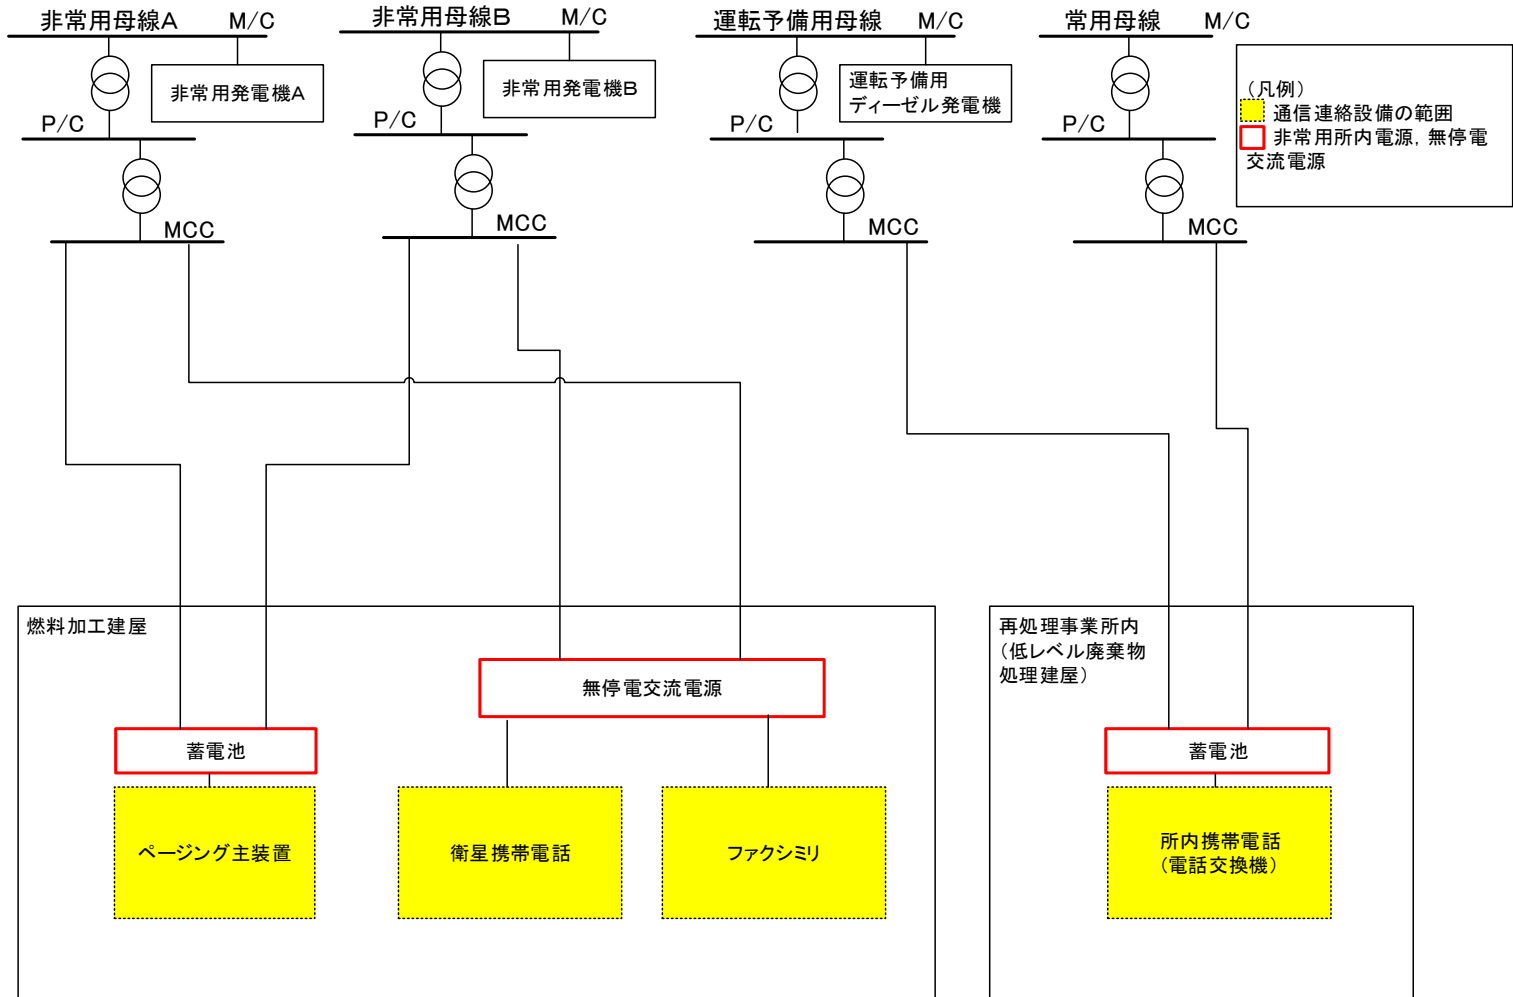 非常用母線A M/C
非常用母線B M/C
運転予備用母線 M/C
常用母線 M/C
非常用発電機A
非常用発電機B
運転予備用
ディーゼル発電機
(凡例)
通信連絡設備の範囲
非常用所内電源，無停電
交流電源
P/C
P/C
P/C
P/C
MCC
MCC
MCC
MCC
燃料加工建屋
無停電交流電源
蓄電池
ページング主装置
衛星携帯電話
ファクシミリ
再処理事業所内
(低レベル廃棄物
処理建屋)
蓄電池
所内携帯電話
(電話交換機)